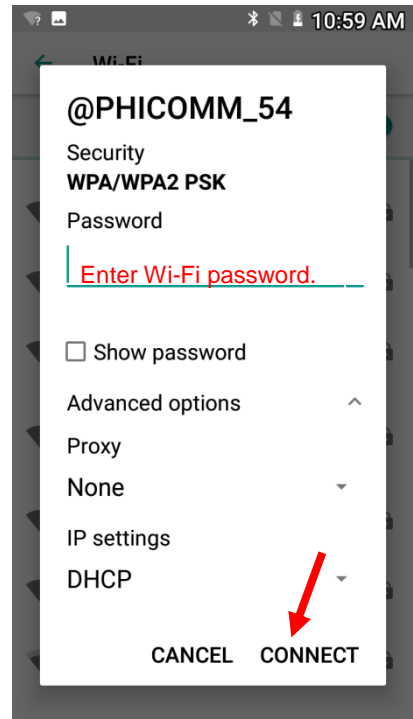 10:59 AM
Wi-Fi
@PHICOMM_54
Security
WPA/WPA2 PSK
Password
Enter Wi-Fi password.
Show password
Advanced options
Proxy
None
IP settings
DHCP
CANCEL CONNECT